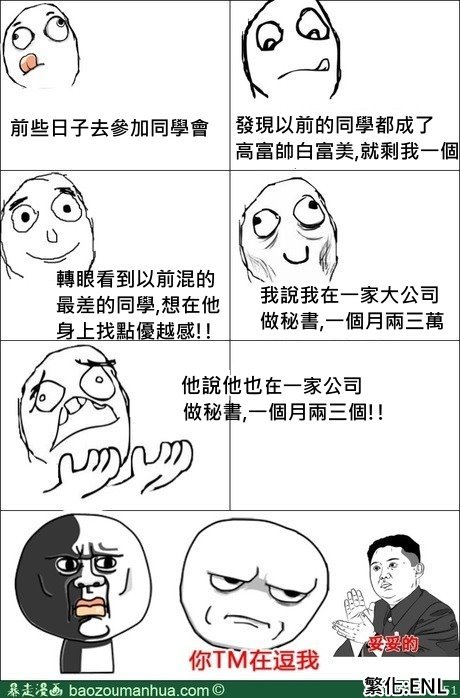 前些日子去參加同學會
發現以前的同學都成了
高富帥白富美,就剩我一個
轉眼看到以前混的
最差的同學,想在他
身上找點優越感!!
我說我在一家大公司
做秘書,一個月兩三萬
他說他也在一家公司
做秘書,一個月兩三個!!
你TM在逗我
妥妥的
暴走漫画 baozoumanhua.com ©
繁化:ENL